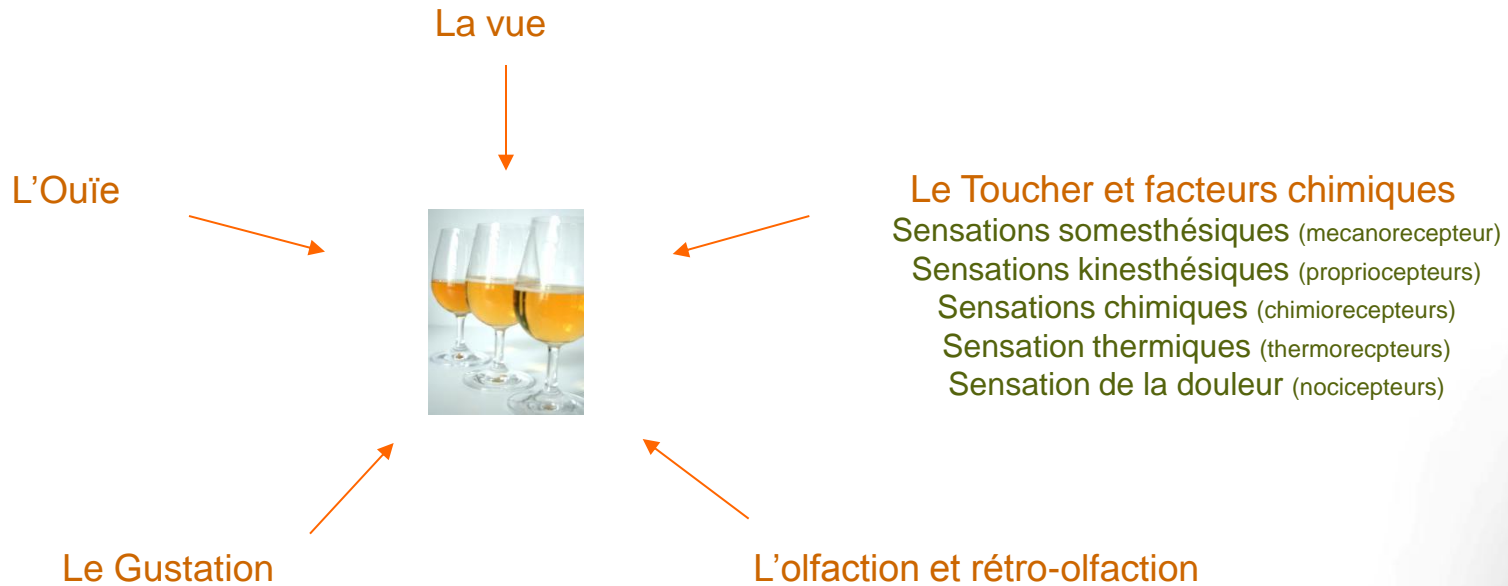 La vue
L'Ouïe
Le Toucher et facteurs chimiques
Sensations somesthésiques (mecanorecepteur)
Sensations kinesthésiques (propriocepteurs)
Sensations chimiques (chimiorecepteurs)
Sensation thermiques (thermorecpteurs)
Sensation de la douleur (nocicepteurs)
Le Gustation
L'olfaction et rétro-olfaction